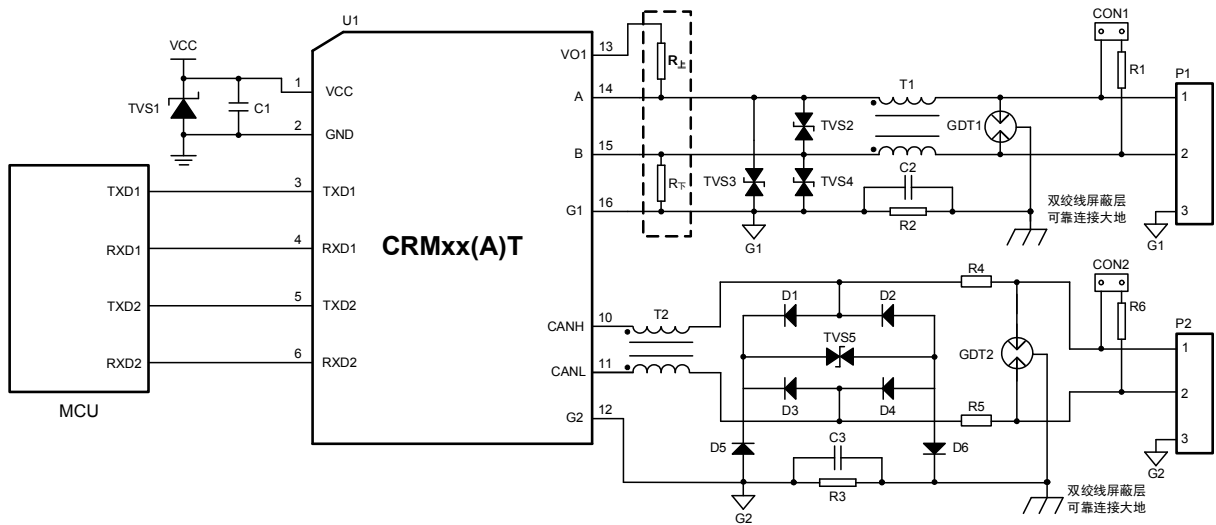 U1
CON1
VCC
VO1
13
R上
R1
P1
1
VCC
A
14
T1
1
TVS1
C1
TVS2
GDT1
2
GND
B
15
2
TXD1
3
TXD1
R下
TVS3
TVS4
C2
双绞线屏蔽层
可靠连接大地
G1
16
R2
3
G1
G1
RXD1
4
RXD1
CRMxx(A)T
R4
CON2
TXD2
5
TXD2
D1
D2
R6
P2
CANH
10
T2
TVS5
GDT2
1
RXD2
6
RXD2
CANL
11
D3
D4
2
MCU
R5
G2
12
D5
C3
D6
3
R3
G2
G2
双绞线屏蔽层
可靠连接大地